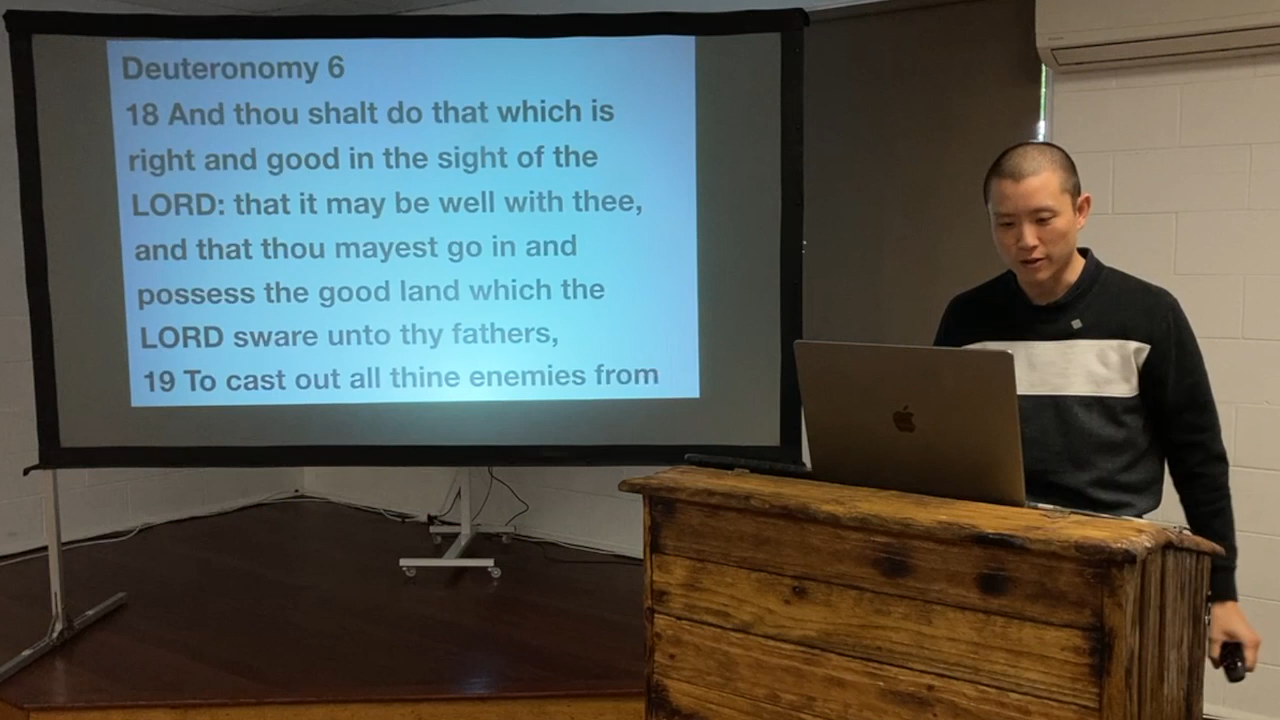 Deuteronomy 6
18 And thou shalt do that which is
right and good in the sight of the
LORD: that it may be well with thee,
and that thou mayest go in and
possess the good land which the
LORD sware unto thy fathers,
19 To cast out all thine enemies from